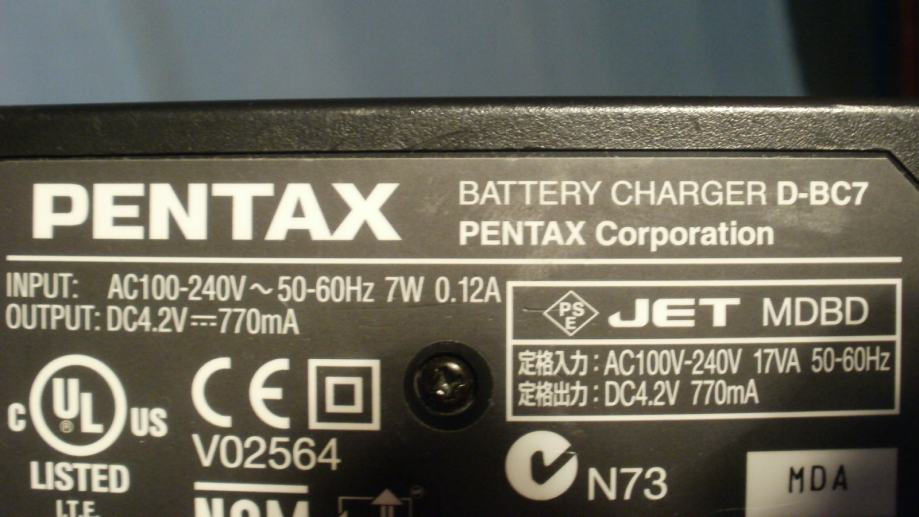 PENTAX
BATTERY CHARGER D-BC7
PENTAX Corporation
INPUT: AC100-240V~50-60Hz 7W 0.12A
OUTPUT: DC4.2V⎓770mA
PS
E
JET MDBD
定格入力:AC100V-240V 17VA 50-60Hz
定格出力:DC4.2V 770mA
C UL US
®
LISTED
I.T.E.
CE
V02564
NOM
N73
MDA